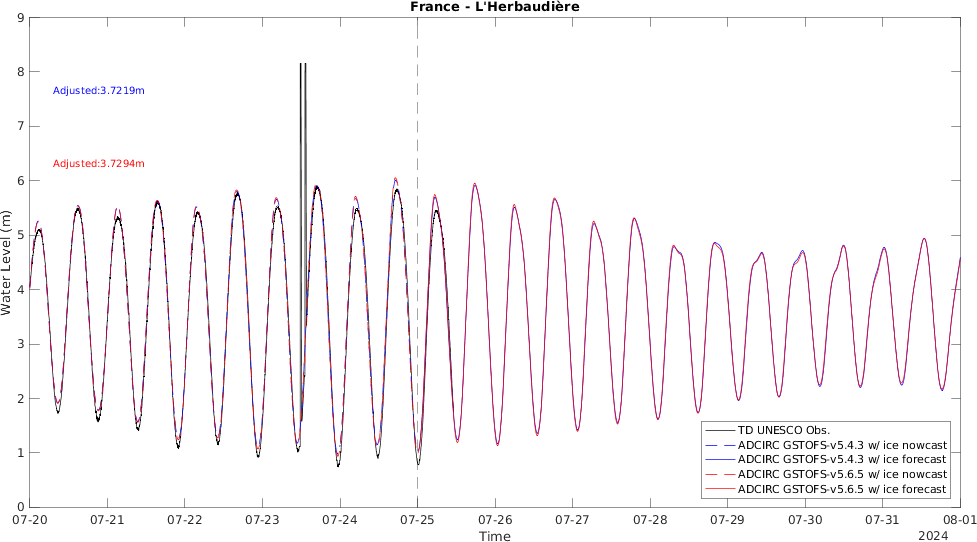 France - L'Herbaudière
9
8
7
6
5
4
3
2
1
0
Water Level (m)
Adjusted:3.7219m
Adjusted:3.7294m
TD UNESCO Obs.
ADCIRC GSTOFS-v5.4.3 w/ ice nowcast
ADCIRC GSTOFS-v5.4.3 w/ ice forecast
ADCIRC GSTOFS-v5.6.5 w/ ice nowcast
ADCIRC GSTOFS-v5.6.5 w/ ice forecast
07-20 07-21 07-22 07-23 07-24 07-25 07-26 07-27 07-28 07-29 07-30 07-31 08-01
Time
2024